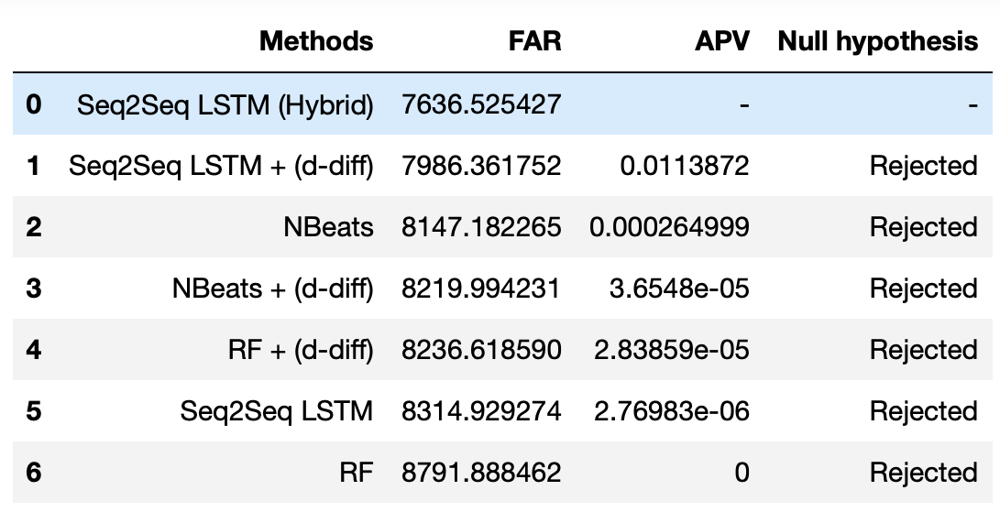 Methods FAR APV Null hypothesis
0 Seq2Seq LSTM (Hybrid) 7636.525427 - -
1 Seq2Seq LSTM + (d-diff) 7986.361752 0.0113872 Rejected
2 NBeats 8147.182265 0.000264999 Rejected
3 NBeats + (d-diff) 8219.994231 3.6548e-05 Rejected
4 RF + (d-diff) 8236.618590 2.83859e-05 Rejected
5 Seq2Seq LSTM 8314.929274 2.76983e-06 Rejected
6 RF 8791.888462 0 Rejected